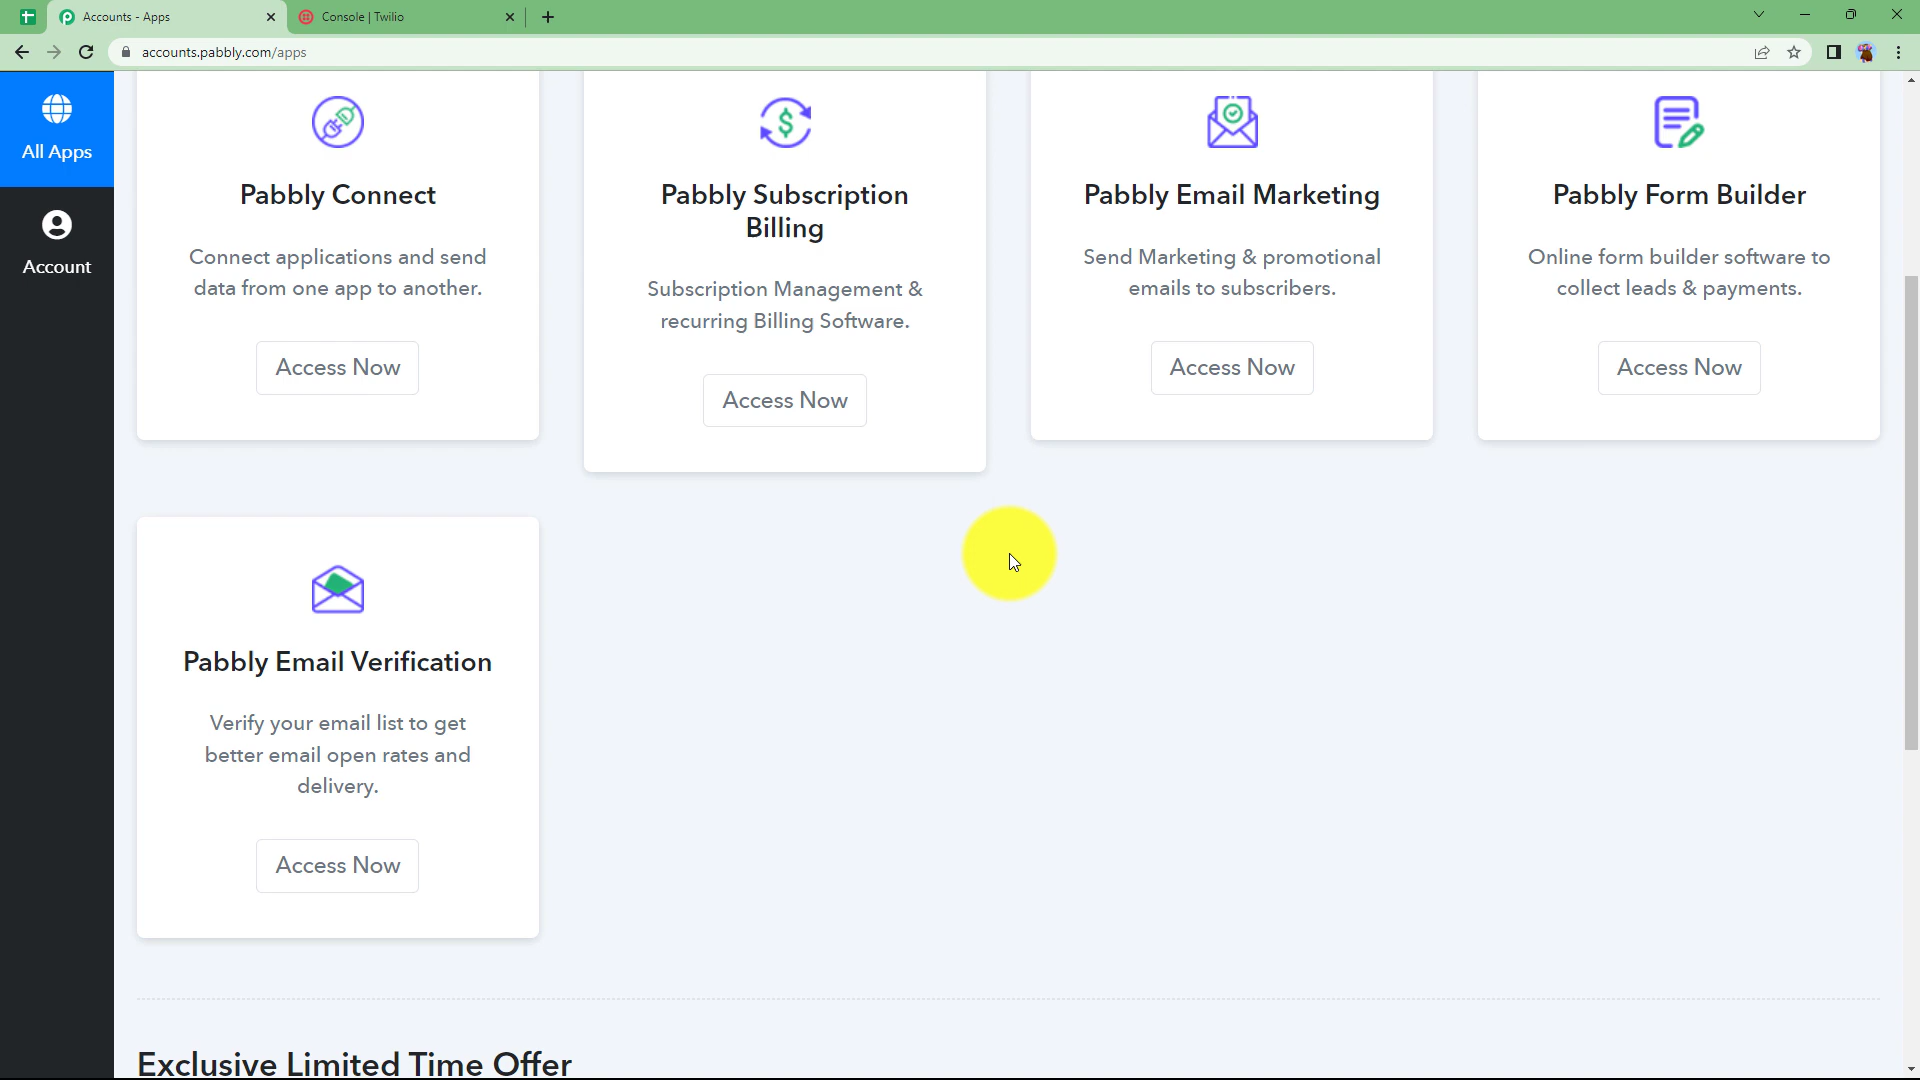 Accounts - Apps
Console | Twilio
accounts.pabbly.com/apps
All Apps
Account
Pabbly Connect
Connect applications and send
data from one app to another.
Access Now
Pabbly Subscription
Billing
Subscription Management &
recurring Billing Software.
Access Now
Pabbly Email Marketing
Send Marketing & promotional
emails to subscribers.
Access Now
Pabbly Form Builder
Online form builder software to
collect leads & payments.
Access Now
Pabbly Email Verification
Verify your email list to get
better email open rates and
delivery.
Access Now
Exclusive Limited Time Offer